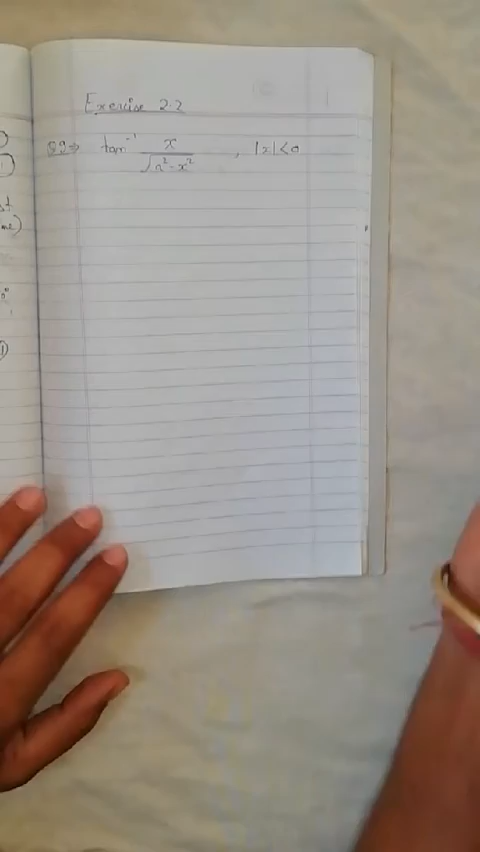 Exercise 2.2
Q9⇒ tan⁻¹ x/√a²-x² , |x|<a